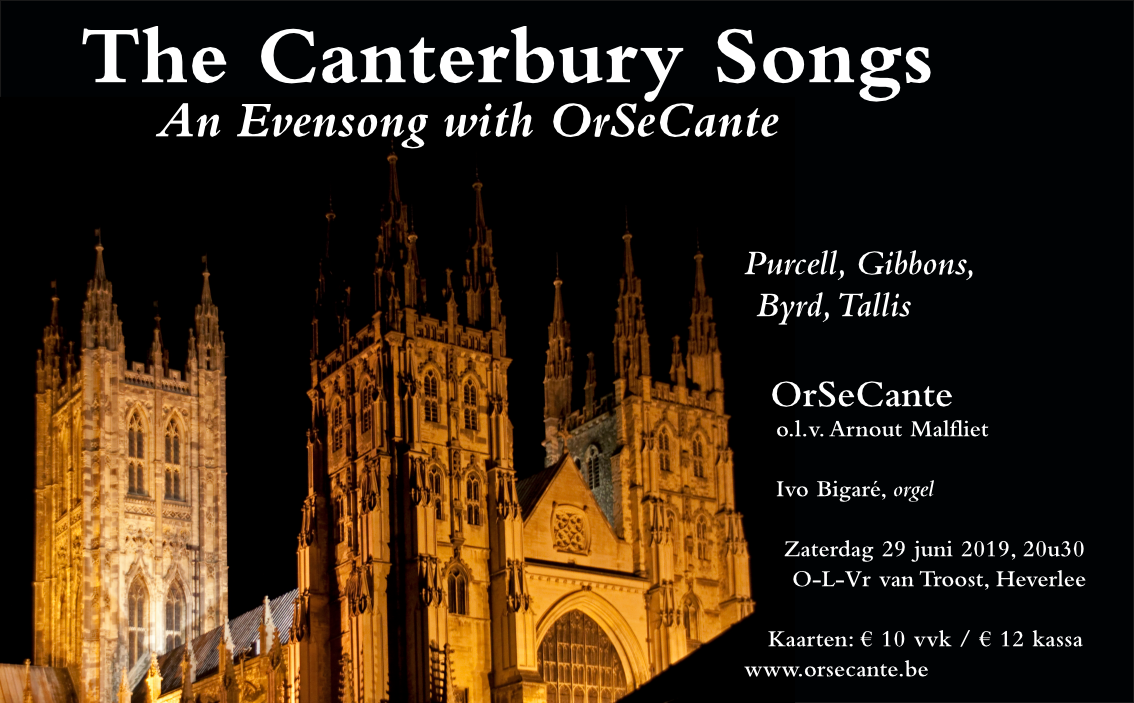 The Canterbury Songs
An Evensong with OrSeCante
Purcell, Gibbons,
Byrd, Tallis
OrSeCante
o.l.v. Arnout Malfliet
Ivo Bigaré, orgel
Zaterdag 29 juni 2019, 20u30
O-L-Vr van Troost, Heverlee
Kaarten: € 10 vvk / € 12 kassa
www.orsecante.be